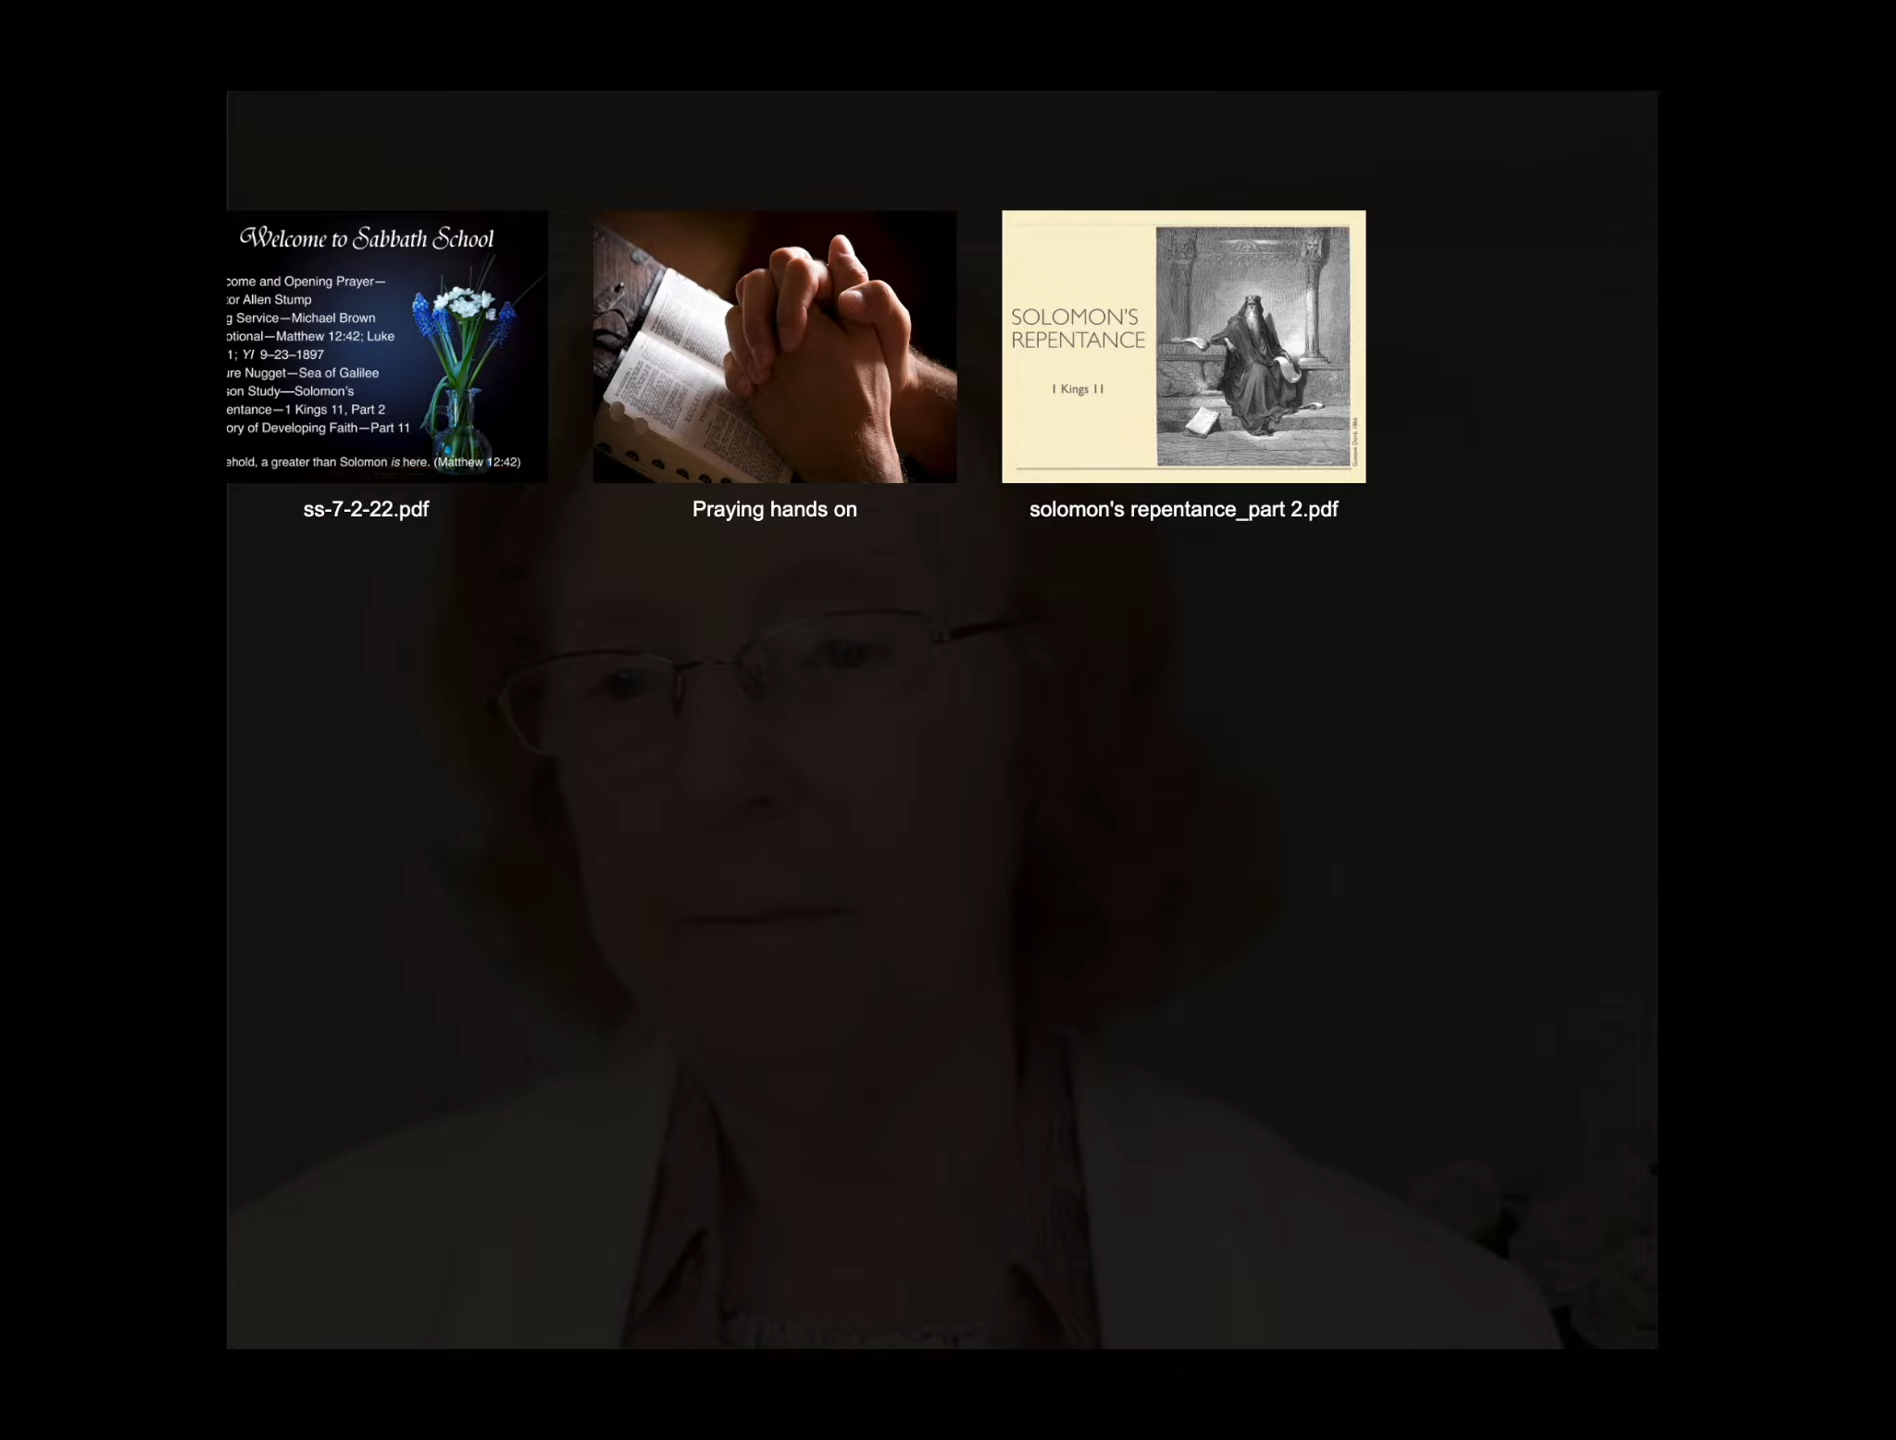 Welcome to Sabbath School
come and Opening Prayer—
tor Allen Stump
g Service—Michael Brown
otional—Matthew 12:42; Luke
1; YI 9–23–1897
ure Nugget—Sea of Galilee
son Study—Solomon's
entance—1 Kings 11, Part 2
ory of Developing Faith—Part 11
ehold, a greater than Solomon is here. (Matthew 12:42)
ss-7-2-22.pdf
Praying hands on
SOLOMON'S
REPENTANCE
1 Kings 11
solomon's repentance_part 2.pdf